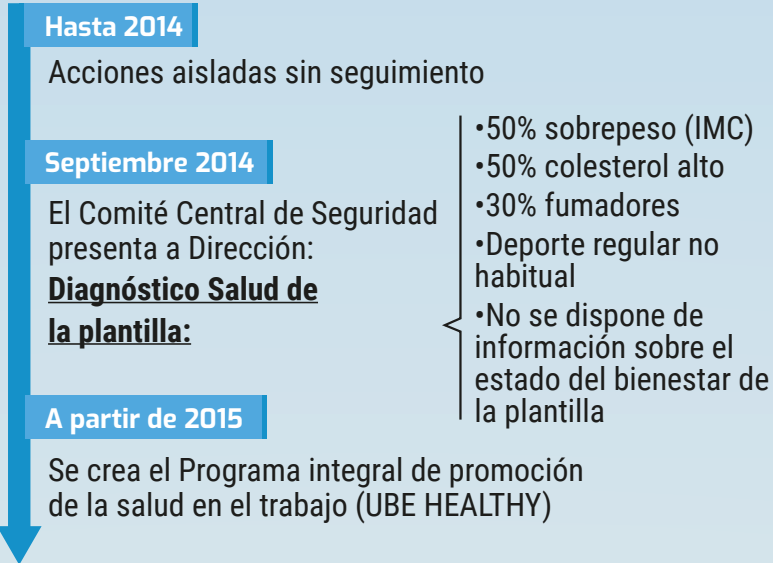 Hasta 2014
Acciones aisladas sin seguimiento
Septiembre 2014
El Comité Central de Seguridad
presenta a Dirección:
Diagnóstico Salud de
la plantilla:
•50% sobrepeso (IMC)
•50% colesterol alto
•30% fumadores
•Deporte regular no
habitual
•No se dispone de
información sobre el
estado del bienestar de
la plantilla
A partir de 2015
Se crea el Programa integral de promoción
de la salud en el trabajo (UBE HEALTHY)